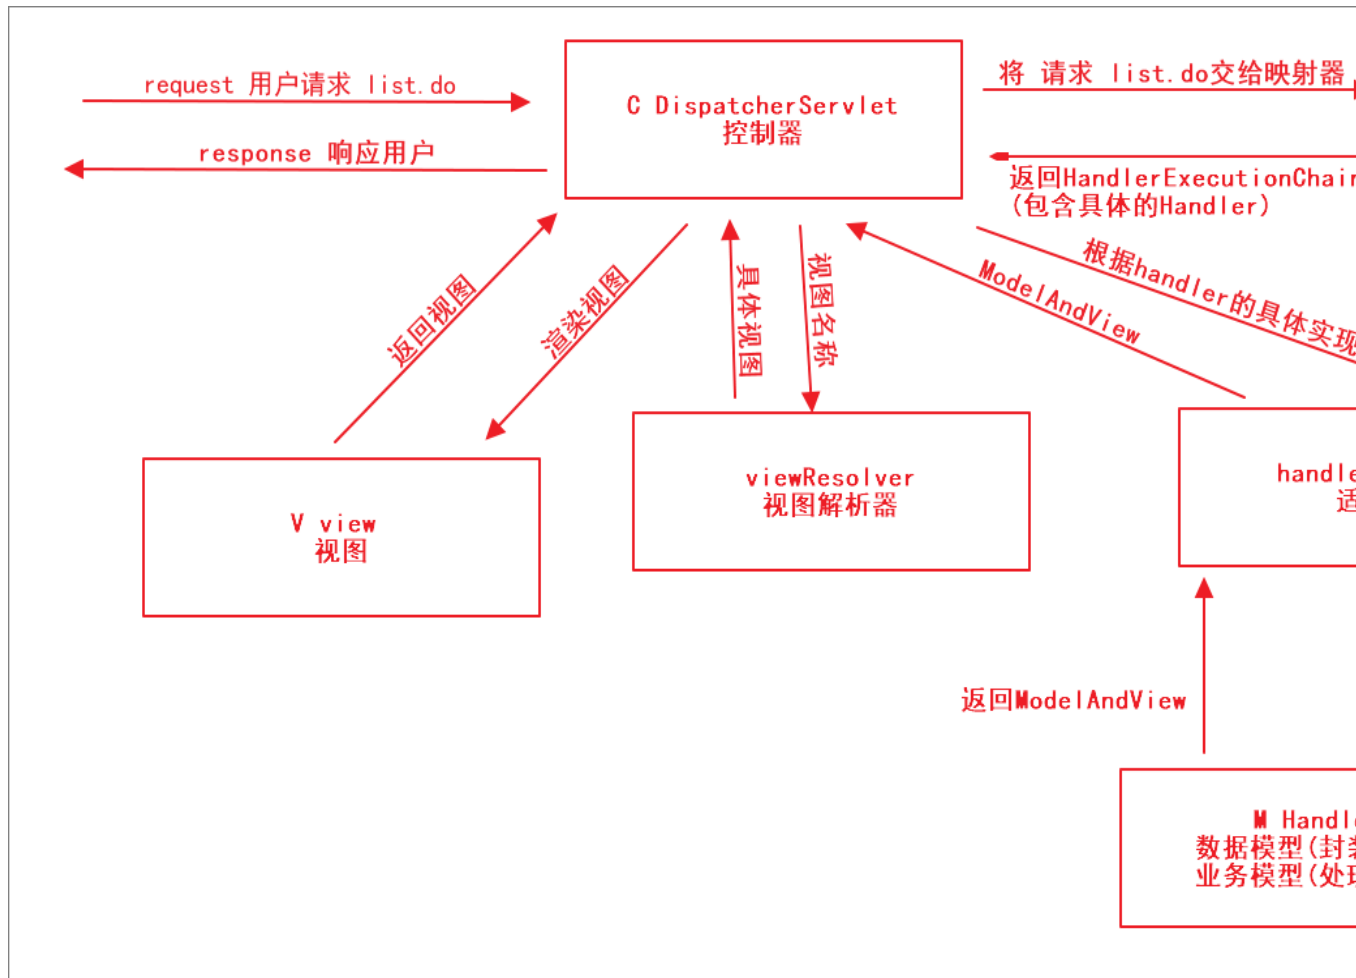 request 用户请求 list.do
response 响应用户
C DispatcherServlet
控制器
将 请求 list.do交给映射器
返回HandlerExecutionChain
(包含具体的Handler)
返回视图
渲染视图
具体视图
视图名称
ModelAndView
根据handler的具体实现
V view
视图
viewResolver
视图解析器
handle
适
返回ModelAndView
M Handle
数据模型(封装
业务模型(处理